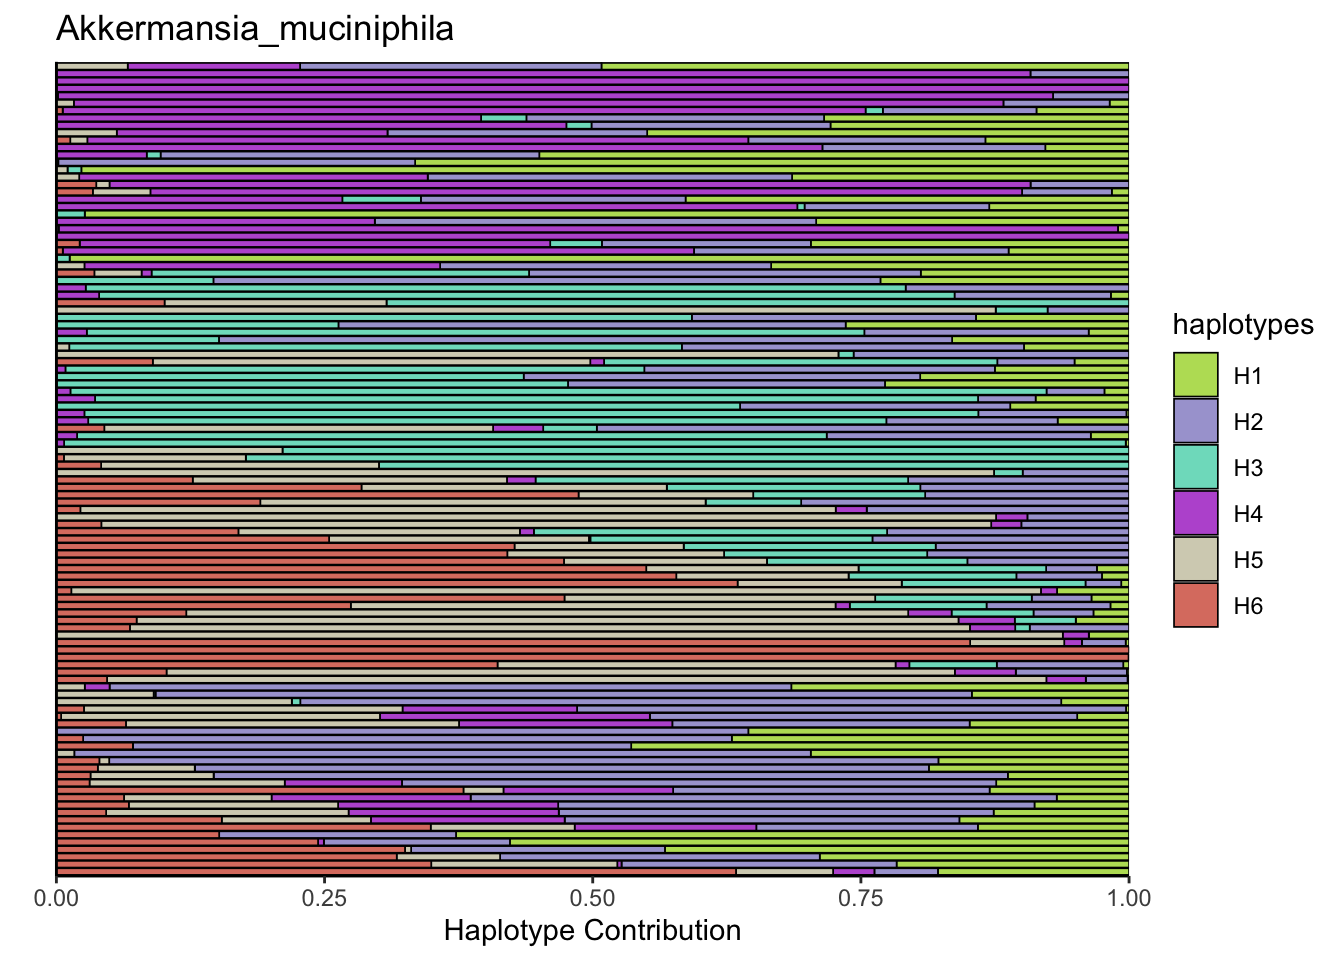 Akkermansia_muciniphila
haplotypes
H1
H2
H3
H4
H5
H6
0.00
0.25
0.50
0.75
1.00
Haplotype Contribution